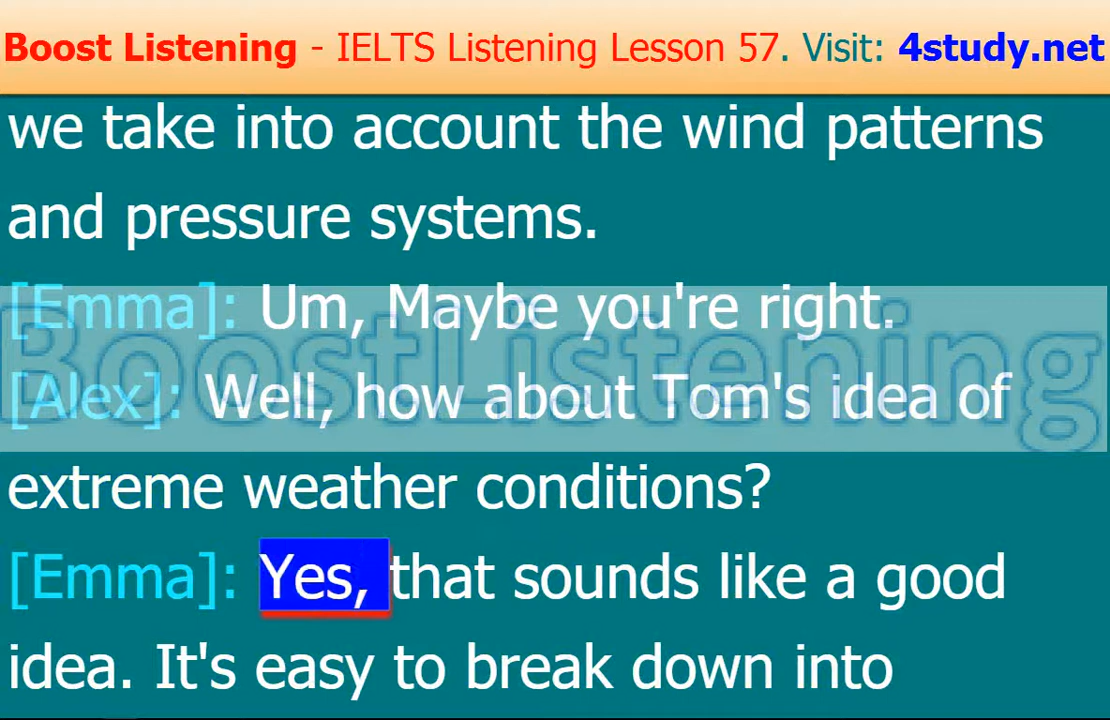 Boost Listening - IELTS Listening Lesson 57. Visit: 4study.net
we take into account the wind patterns
and pressure systems.
[Emma]: Um, Maybe you're right.
BoostListening
[Alex]: Well, how about Tom's idea of
extreme weather conditions?
[Emma]: Yes, that sounds like a good
idea. It's easy to break down into